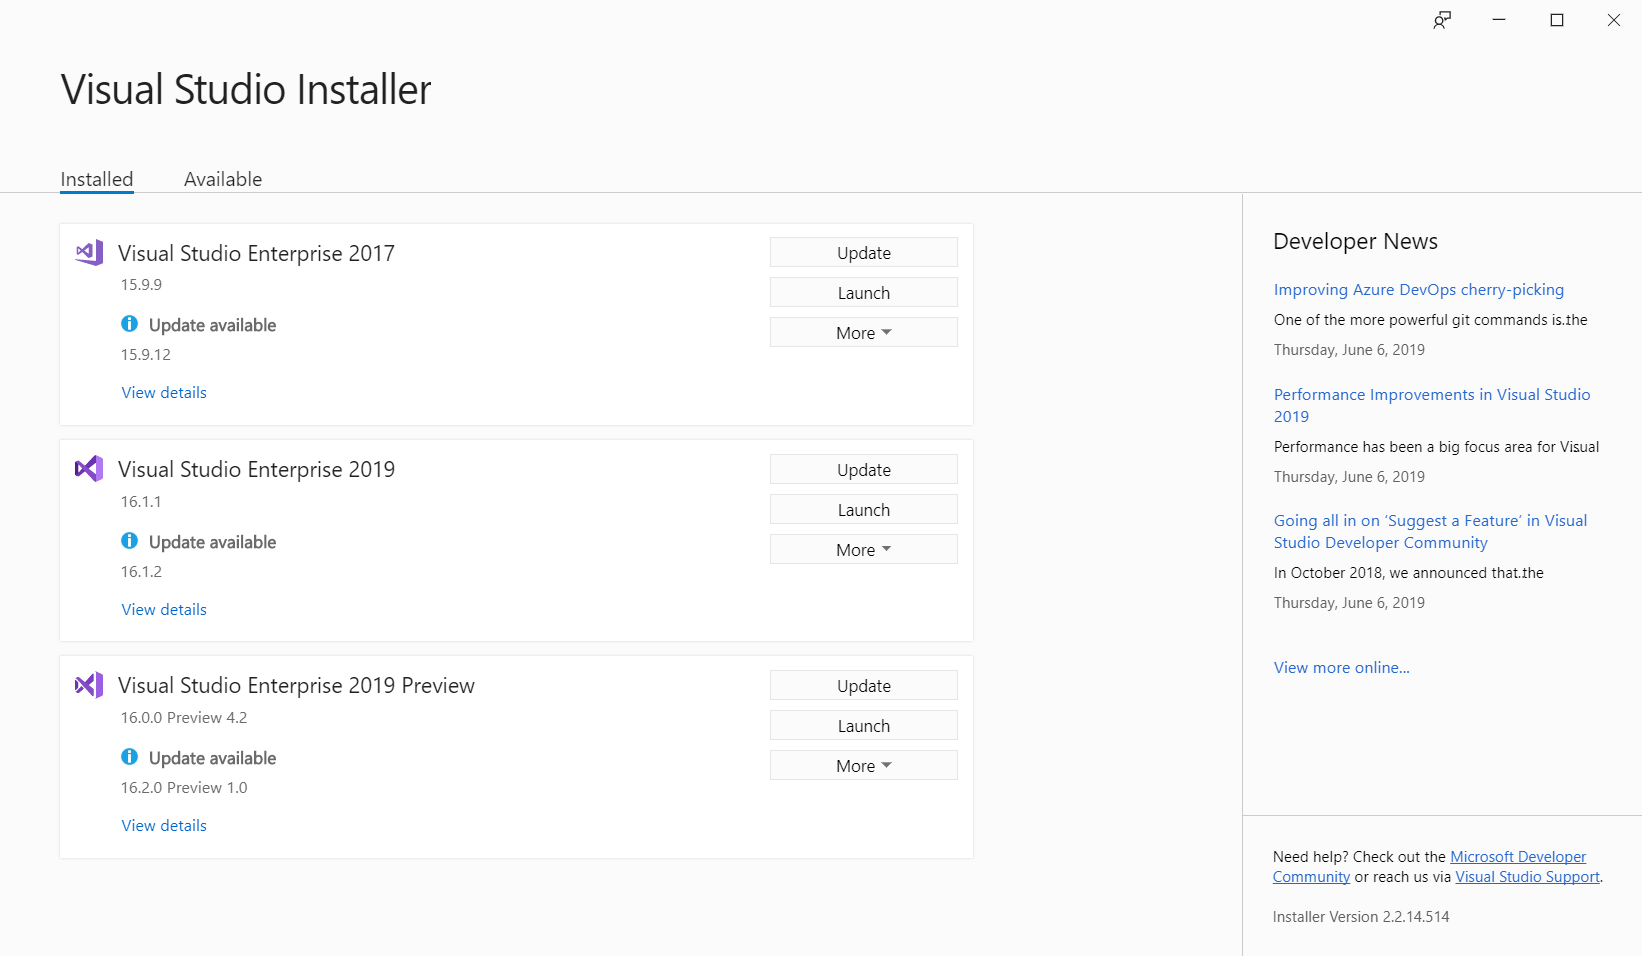 Visual Studio Installer
Installed
Available
Visual Studio Enterprise 2017
15.9.9
Update available
15.9.12
View details
Update
Launch
More
Visual Studio Enterprise 2019
16.1.1
Update available
16.1.2
View details
Update
Launch
More
Visual Studio Enterprise 2019 Preview
16.0.0 Preview 4.2
Update available
16.2.0 Preview 1.0
View details
Update
Launch
More
Developer News
Improving Azure DevOps cherry-picking
One of the more powerful git commands is...the
Thursday, June 6, 2019
Performance Improvements in Visual Studio
2019
Performance has been a big focus area for Visual...
Thursday, June 6, 2019
Going all in on ‘Suggest a Feature’ in Visual
Studio Developer Community
In October 2018, we announced that...the
Thursday, June 6, 2019
View more online...
Need help? Check out the Microsoft Developer
Community or reach us via Visual Studio Support.
Installer Version 2.2.14.514